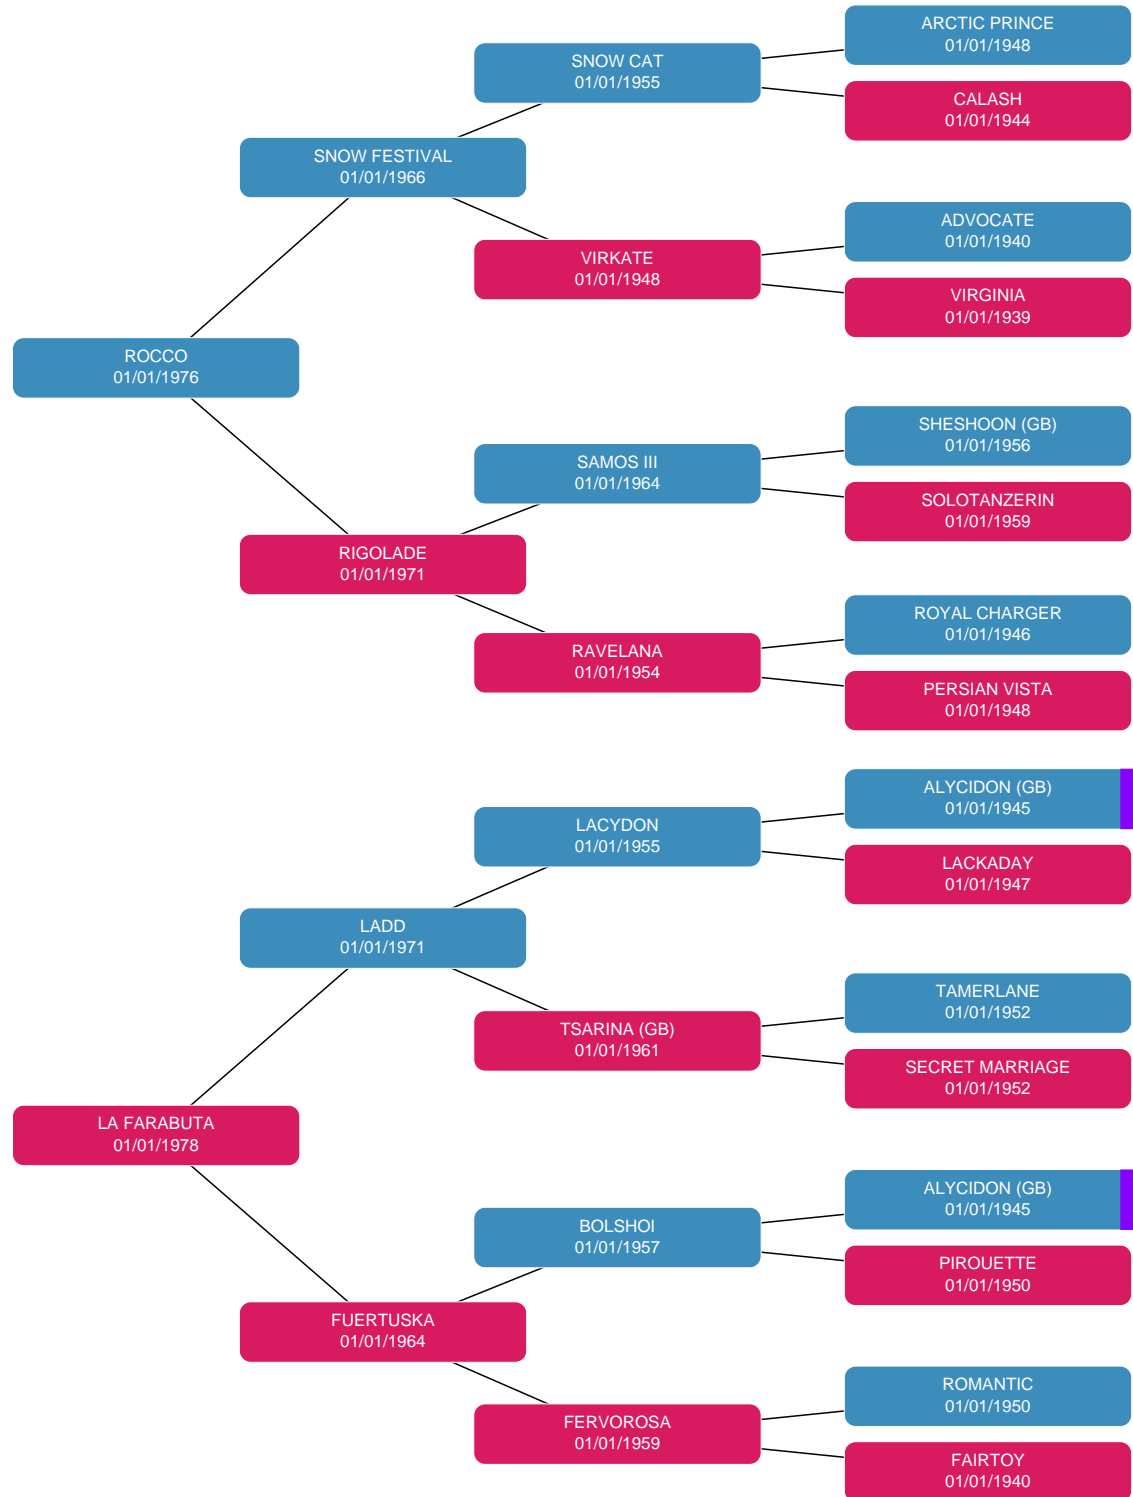 ARCTIC PRINCE
01/01/1948
SNOW CAT
01/01/1955
CALASH
01/01/1944
SNOW FESTIVAL
01/01/1966
ADVOCATE
01/01/1940
VIRKATE
01/01/1948
VIRGINIA
01/01/1939
ROCCO
01/01/1976
SHESHOON (GB)
01/01/1956
SAMOS III
01/01/1964
SOLOTANZERIN
01/01/1959
RIGOLADE
01/01/1971
ROYAL CHARGER
01/01/1946
RAVELANA
01/01/1954
PERSIAN VISTA
01/01/1948
ALYCIDON (GB)
01/01/1945
LACYDON
01/01/1955
LACKADAY
01/01/1947
LADD
01/01/1971
TAMERLANE
01/01/1952
TSARINA (GB)
01/01/1961
SECRET MARRIAGE
01/01/1952
LA FARABUTA
01/01/1978
ALYCIDON (GB)
01/01/1945
BOLSHOI
01/01/1957
PIROUETTE
01/01/1950
FUERTUSKA
01/01/1964
ROMANTIC
01/01/1950
FERVOROSA
01/01/1959
FAIRTOY
01/01/1940